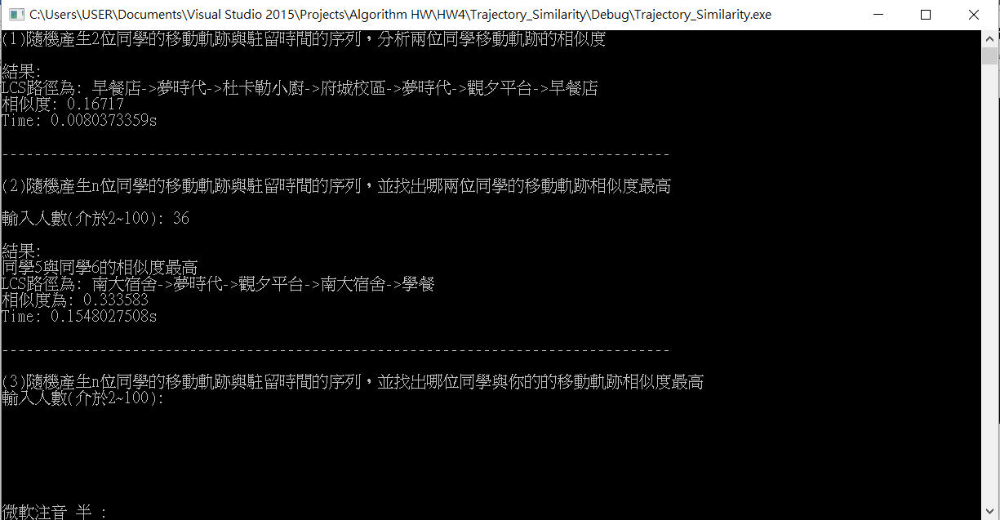 C:\Users\USER\Documents\Visual Studio 2015\Projects\Algorithm HW\HW4\Trajectory_Similarity\Debug\Trajectory_Similarity.exe
(1)隨機產生2位同學的移動軌跡與駐留時間的序列，分析兩位同學移動軌跡的相似度
結果:
LCS路徑為: 早餐店->夢時代->杜卡勒小廚->府城校區->夢時代->觀夕平台->早餐店
相似度: 0.16717
Time: 0.0080373359s
----------------------------------------------------------------------------------
(2)隨機產生n位同學的移動軌跡與駐留時間的序列，並找出哪兩位同學的移動軌跡相似度最高
輸入人數(介於2~100): 36
結果:
同學5與同學6的相似度最高
LCS路徑為: 南大宿舍->夢時代->觀夕平台->南大宿舍->學餐
相似度為: 0.333583
Time: 0.1548027508s
----------------------------------------------------------------------------------
(3)隨機產生n位同學的移動軌跡與駐留時間的序列，並找出哪位同學與你的的移動軌跡相似度最高
輸入人數(介於2~100):
微軟注音 半 :